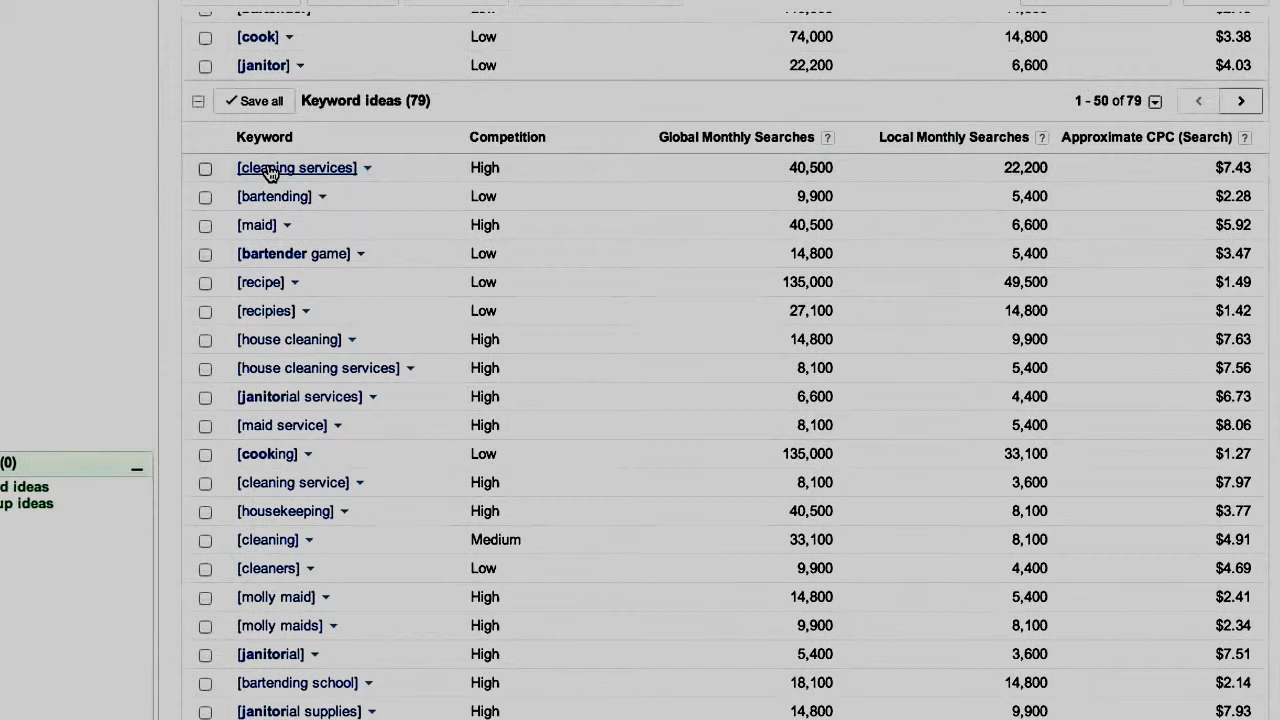 [cook] Low 74,000 14,800 $3.38
[janitor] Low 22,200 6,600 $4.03
Save all Keyword ideas (79) 1 - 50 of 79
Keyword Competition Global Monthly Searches ? Local Monthly Searches ? Approximate CPC (Search) ?
[cleaning services] High 40,500 22,200 $7.43
[bartending] Low 9,900 5,400 $2.28
[maid] High 40,500 6,600 $5.92
[bartender game] Low 14,800 5,400 $3.47
[recipe] Low 135,000 49,500 $1.49
[recipies] Low 27,100 14,800 $1.42
[house cleaning] High 14,800 9,900 $7.63
[house cleaning services] High 8,100 5,400 $7.56
[janitorial services] High 6,600 4,400 $6.73
[maid service] High 8,100 5,400 $8.06
[cooking] Low 135,000 33,100 $1.27
(0)
[cleaning service] High 8,100 3,600 $7.97
d ideas
up ideas
[housekeeping] High 40,500 8,100 $3.77
[cleaning] Medium 33,100 8,100 $4.91
[cleaners] Low 9,900 4,400 $4.69
[molly maid] High 14,800 5,400 $2.41
[molly maids] High 9,900 8,100 $2.34
[janitorial] High 5,400 3,600 $7.51
[bartending school] High 18,100 14,800 $2.14
[janitorial supplies] High 14,800 9,900 $7.93